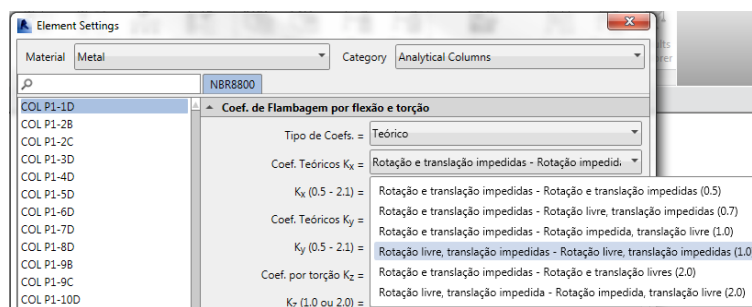 Element Settings
Material Metal Category Analytical Columns
NBR8800
COL P1-1D
COL P1-2B
COL P1-2C
COL P1-3D
COL P1-4D
COL P1-5D
COL P1-6D
COL P1-7D
COL P1-8D
COL P1-9B
COL P1-9C
COL P1-10D
Coef. de Flambagem por flexão e torção
Tipo de Coefs. = Teórico
Coef. Teóricos Kx = Rotação e translação impedidas - Rotação impedida
Kx (0.5 - 2.1) =
Coef. Teóricos Ky =
Ky (0.5 - 2.1) =
Coef. por torção Kz =
Kz (1.0 ou 2.0) =
Rotação e translação impedidas - Rotação e translação impedidas (0.5)
Rotação e translação impedidas - Rotação livre, translação impedidas (0.7)
Rotação e translação impedidas - Rotação impedida, translação livre (1.0)
Rotação livre, translação impedidas - Rotação livre, translação impedidas (1.0
Rotação e translação impedidas - Rotação e translação livres (2.0)
Rotação livre, translação impedida - Rotação impedida, translação livre (2.0)